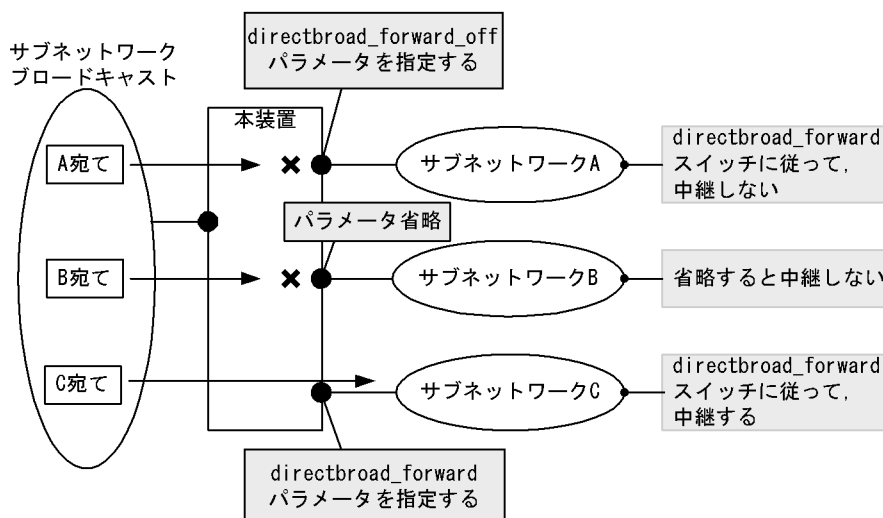 directbroad_forward_off
パラメータを指定する
サブネットワーク
ブロードキャスト
本装置
A宛て
サブネットワークA
directbroad_forward
スイッチに従って,
中継しない
パラメータ省略
B宛て
サブネットワークB
省略すると中継しない
C宛て
サブネットワークC
directbroad_forward
スイッチに従って,
中継する
directbroad_forward
パラメータを指定する